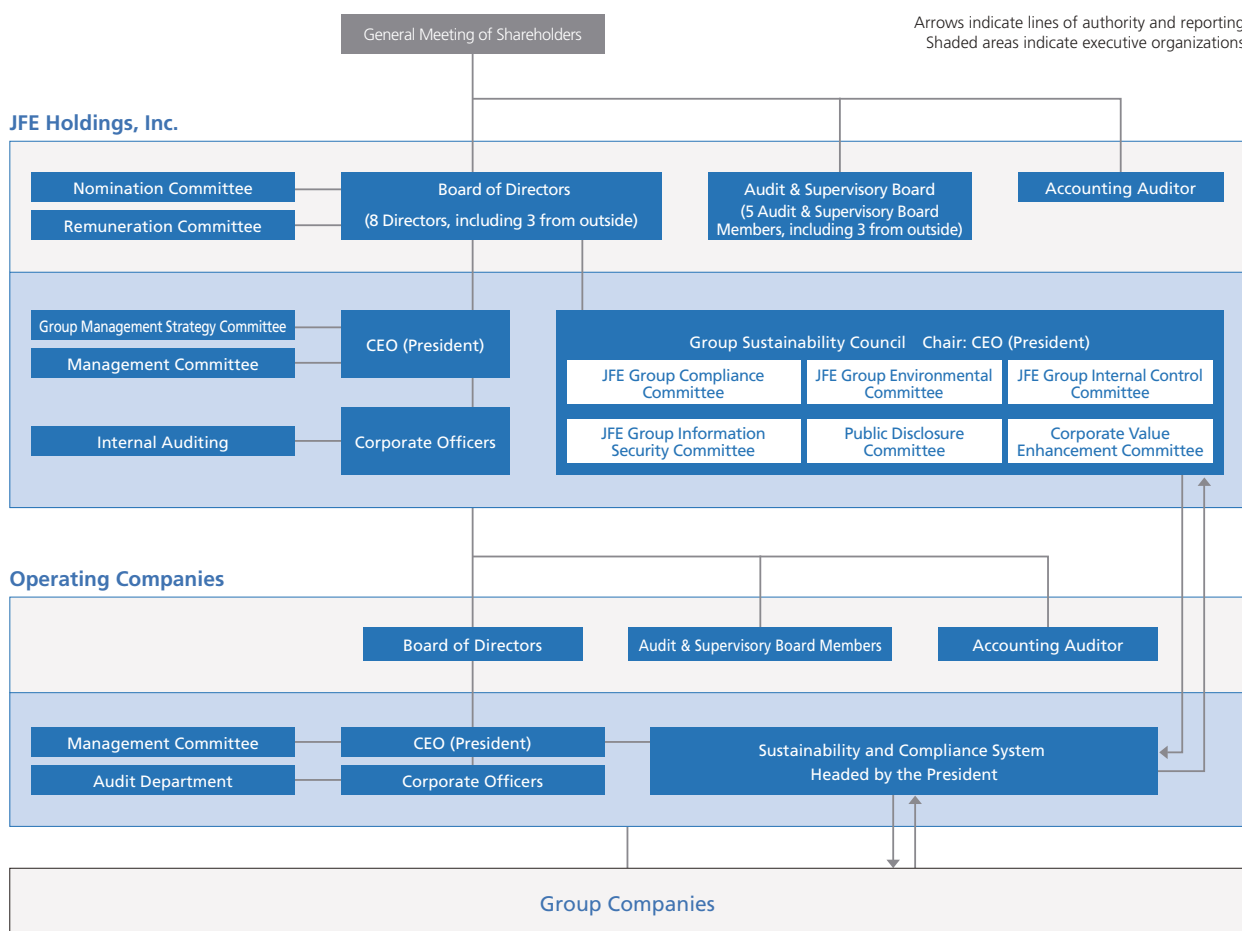 General Meeting of Shareholders
Arrows indicate lines of authority and reporting
Shaded areas indicate executive organizations
JFE Holdings, Inc.
Nomination Committee
Remuneration Committee
Board of Directors
(8 Directors, including 3 from outside)
Audit & Supervisory Board
(5 Audit & Supervisory Board
Members, including 3 from outside)
Accounting Auditor
Group Management Strategy Committee
Management Committee
CEO (President)
Internal Auditing
Corporate Officers
Group Sustainability Council Chair: CEO (President)
JFE Group Compliance
Committee
JFE Group Environmental
Committee
JFE Group Internal Control
Committee
JFE Group Information
Security Committee
Public Disclosure
Committee
Corporate Value
Enhancement Committee
Operating Companies
Board of Directors
Audit & Supervisory Board Members
Accounting Auditor
Management Committee
CEO (President)
Audit Department
Corporate Officers
Sustainability and Compliance System
Headed by the President
Group Companies